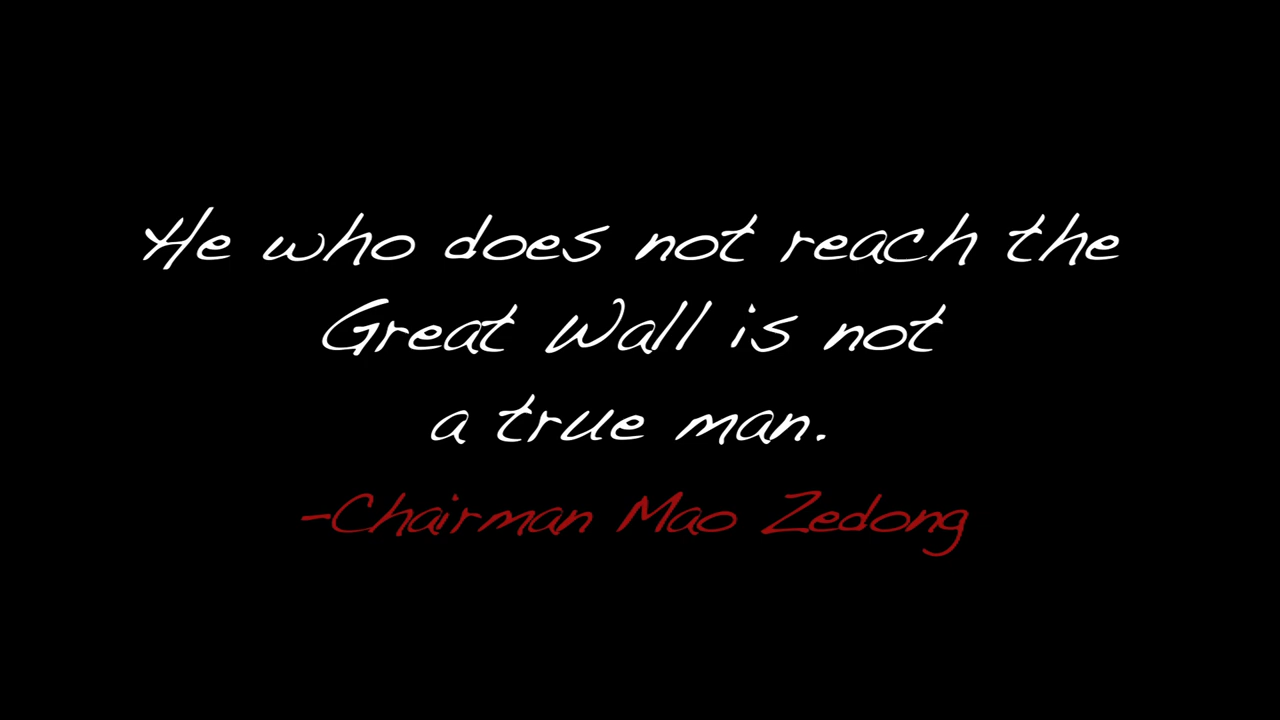 He who does not reach the
Great Wall is not
a true man.
-Chairman Mao Zedong